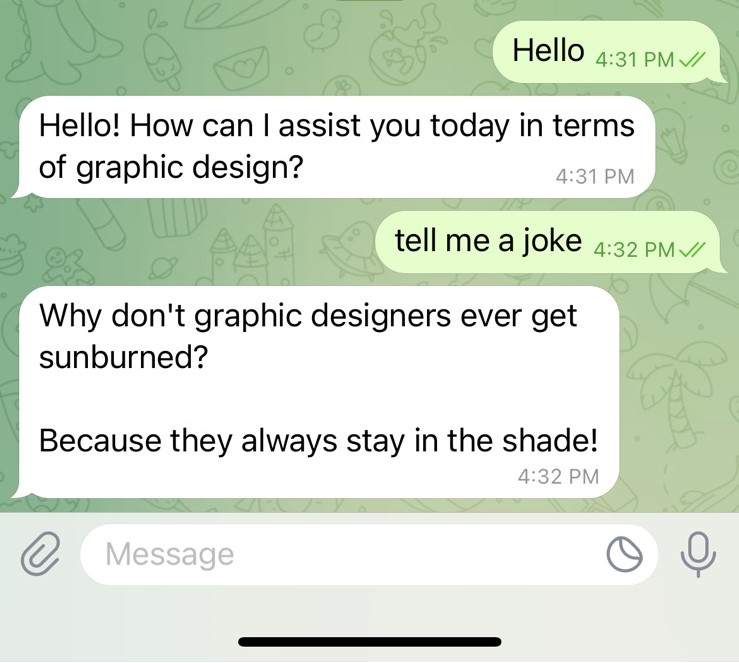 Hello 4:31 PM
Hello! How can I assist you today in terms
of graphic design?
4:31 PM
tell me a joke 4:32 PM
Why don't graphic designers ever get
sunburned?
Because they always stay in the shade!
4:32 PM
Message